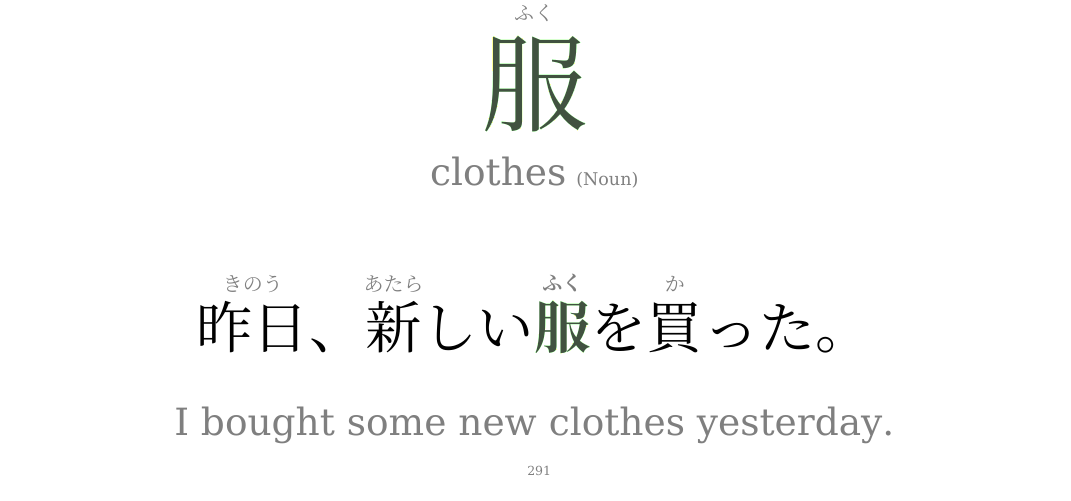 ふく
服
clothes (Noun)
きのう あたら ふく か
昨日、新しい服を買った。
I bought some new clothes yesterday.
291